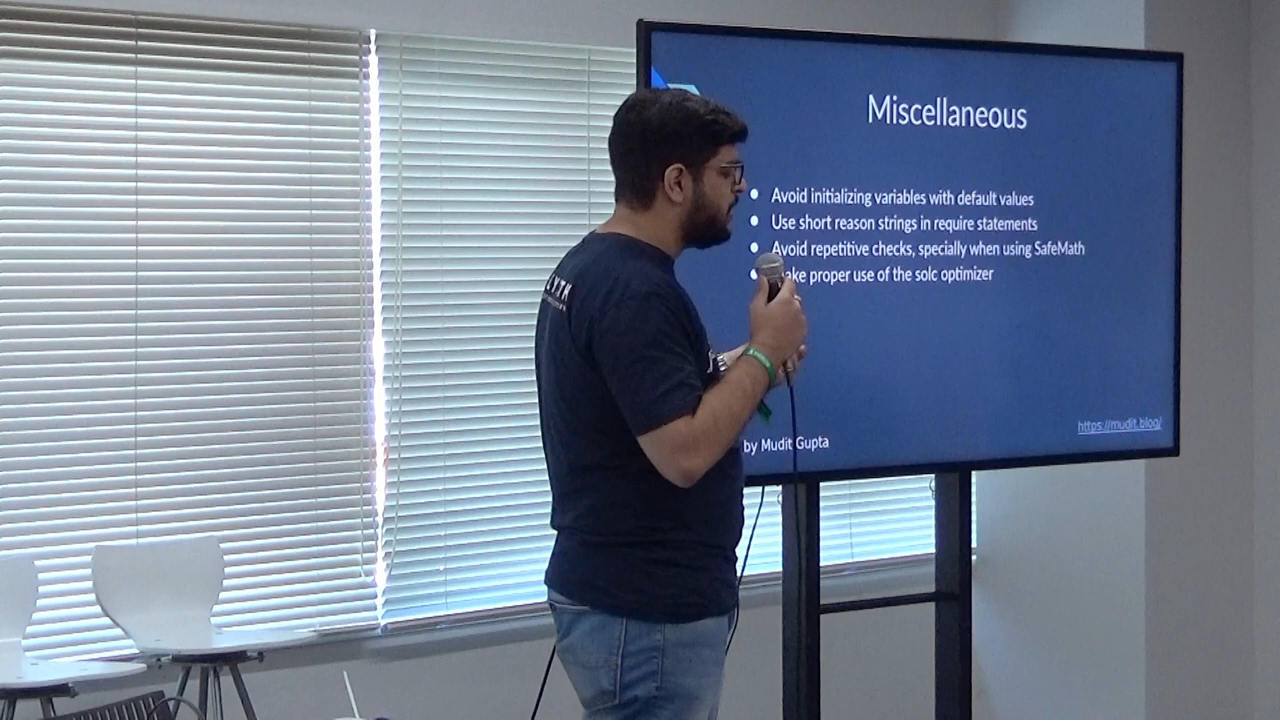 Miscellaneous
Avoid initializing variables with default values
Use short reason strings in require statements
Avoid repetitive checks, specially when using SafeMath
ake proper use of the solc optimizer
by Mudit Gupta
https://mudit.blog/